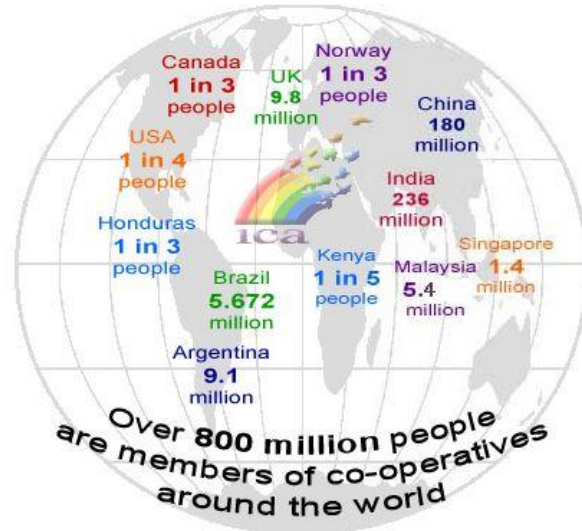 Canada
1 in 3
people
UK
9.8
million
Norway
1 in 3
people
China
180
million
USA
1 in 4
people
India
236
million
ica
Honduras
1 in 3
people
Brazil
5.672
million
Kenya
1 in 5
people
Malaysia
5.4
million
Singapore
1.4
million
Argentina
9.1
million
Over 800 million people
are members of co-operatives
around the world